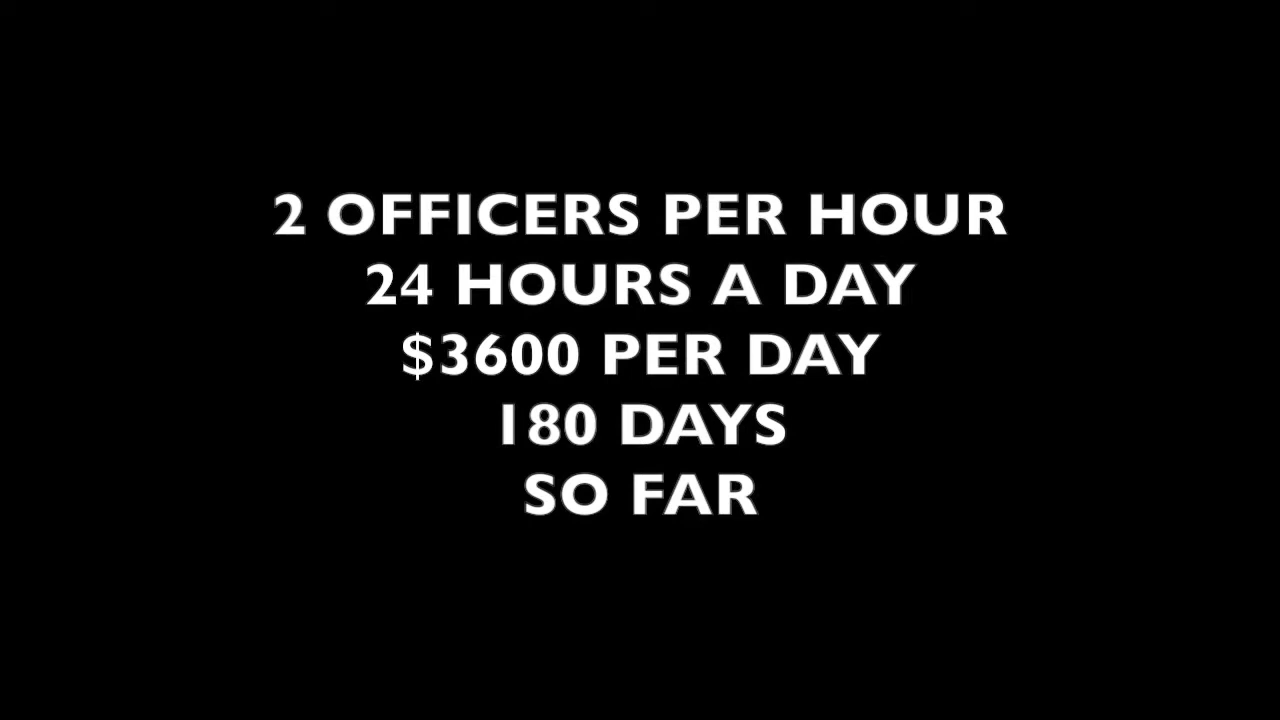 2 OFFICERS PER HOUR
24 HOURS A DAY
$3600 PER DAY
180 DAYS
SO FAR